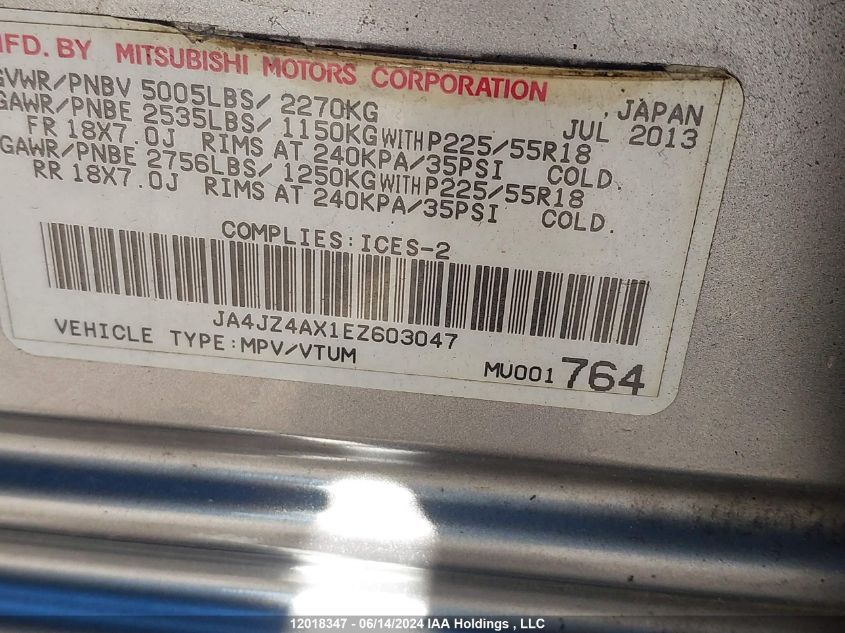 MFD. BY MITSUBISHI MOTORS CORPORATION, JAPAN
GVWR/PNBV 5005LBS/ 2270KG JUL 2013
GAWR/PNBE 2535LBS/ 1150KG WITH P225/55R18
FR 18X7.0J RIMS AT 240KPA/35PSI COLD.
GAWR/PNBE 2756LBS/ 1250KG WITH P225/55R18
RR 18X7.0J RIMS AT 240KPA/35PSI COLD.
COMPLIES:ICES-2
JA4JZ4AX1EZ603047
VEHICLE TYPE:MPV/VTUM
MU001764
12018347 - 06/14/2024 IAA Holdings , LLC